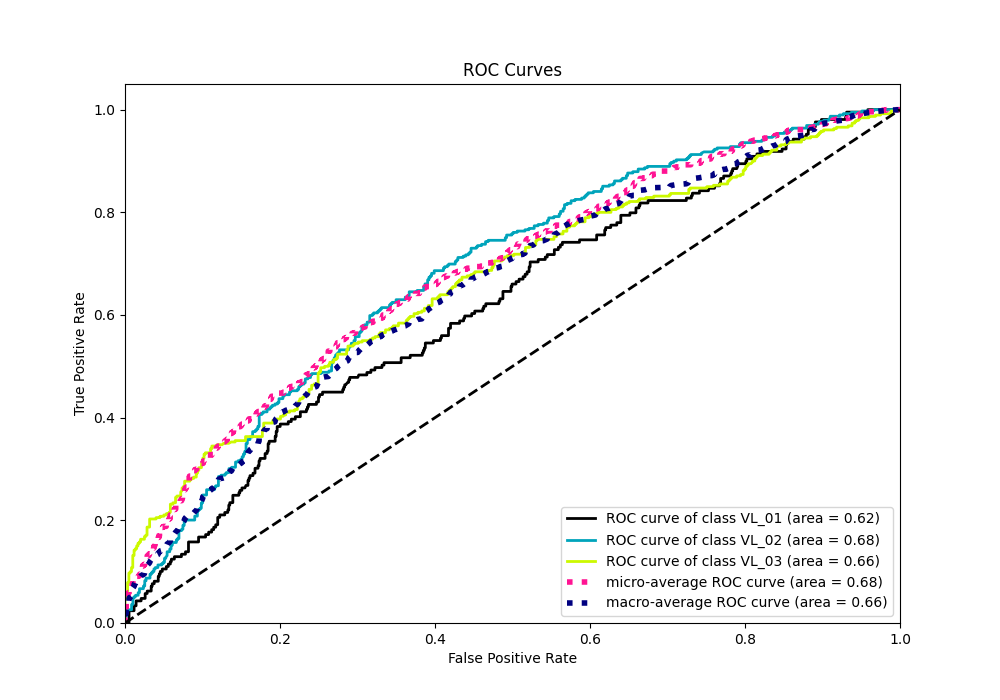 ROC Curves
True Positive Rate
1.0
0.8
0.6
0.4
0.2
0.0
0.0 0.2 0.4 0.6 0.8 1.0
False Positive Rate
ROC curve of class VL_01 (area = 0.62)
ROC curve of class VL_02 (area = 0.68)
ROC curve of class VL_03 (area = 0.66)
micro-average ROC curve (area = 0.68)
macro-average ROC curve (area = 0.66)